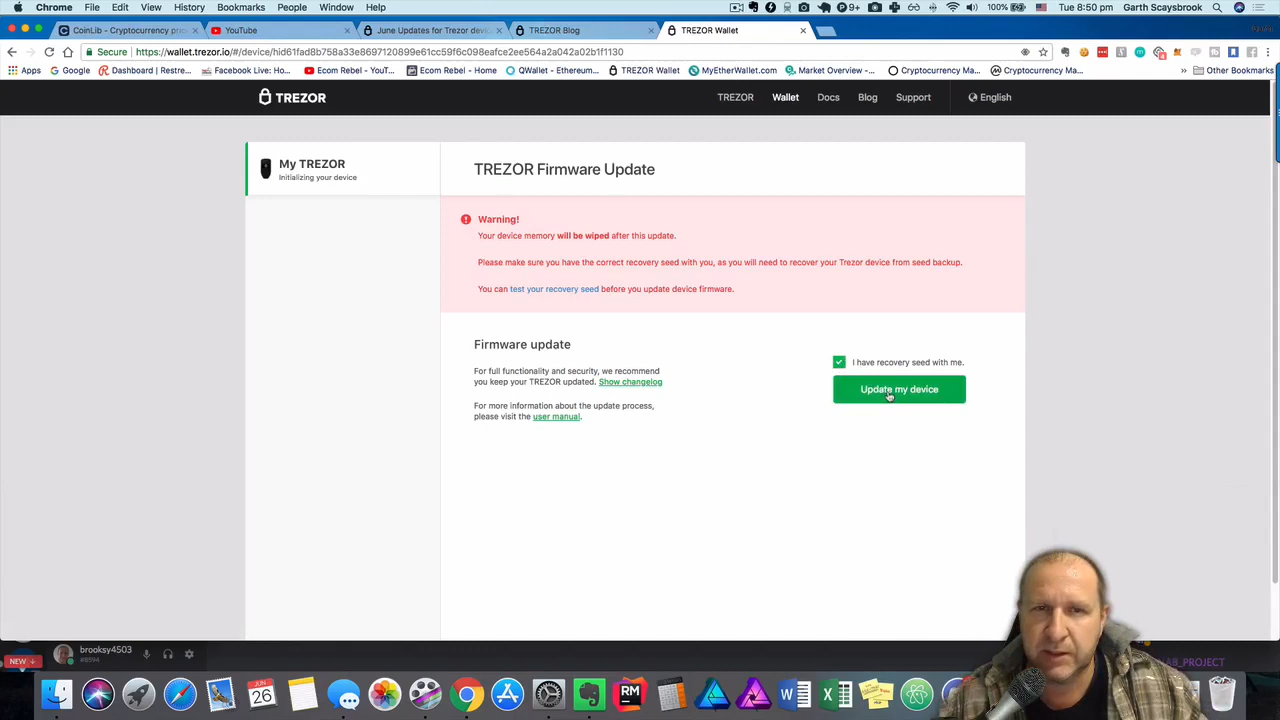 Chrome File Edit View History Bookmarks People Window Help 9+ 100% Tue 8:50 pm Garth Scaysbrook
CoinLib - Cryptocurrency pric YouTube June Updates for Trezor devic TREZOR Blog TREZOR Wallet
Secure https://wallet.trezor.io/#/device/hid61fad8b758a33e8697120899e61cc59f6c098eafce2ee564a2a042a02b1f1130
Apps Google Dashboard | Restre... Facebook Live: Ho... Ecom Rebel - YouT... Ecom Rebel - Home QWallet - Ethereum... TREZOR Wallet MyEtherWallet.com Market Overview -... Cryptocurrency Ma... Cryptocurrency Ma... » Other Bookmarks
TREZOR TREZOR Wallet Docs Blog Support English
My TREZOR
Initializing your device
TREZOR Firmware Update
Warning!
Your device memory will be wiped after this update.
Please make sure you have the correct recovery seed with you, as you will need to recover your Trezor device from seed backup.
You can test your recovery seed before you update device firmware.
Firmware update
For full functionality and security, we recommend
you keep your TREZOR updated. Show changelog
For more information about the update process,
please visit the user manual.
I have recovery seed with me.
Update my device
NEW
brooksy4503
#8594
AB_PROJECT
JUN
26
RM